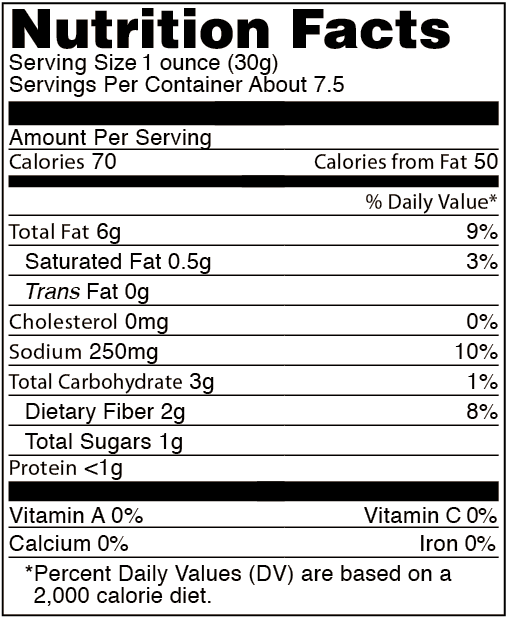 Nutrition Facts
Serving Size 1 ounce (30g)
Servings Per Container About 7.5
Amount Per Serving
Calories 70 Calories from Fat 50
% Daily Value*
Total Fat 6g 9%
Saturated Fat 0.5g 3%
Trans Fat 0g
Cholesterol 0mg 0%
Sodium 250mg 10%
Total Carbohydrate 3g 1%
Dietary Fiber 2g 8%
Total Sugars 1g
Protein <1g
Vitamin A 0% Vitamin C 0%
Calcium 0% Iron 0%
*Percent Daily Values (DV) are based on a
2,000 calorie diet.